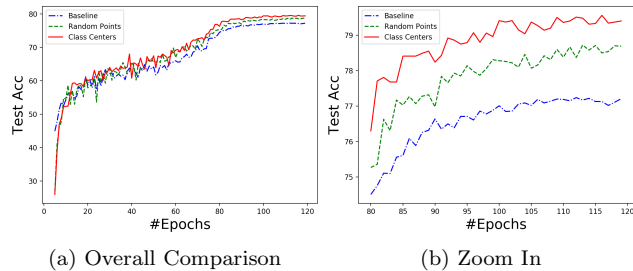 Baseline
Random Points
Class Centers
Test Acc
80
70
60
50
40
30
0 20 40 60 80 100 120
#Epochs
(a) Overall Comparison
Baseline
Random Points
Class Centers
Test Acc
79
78
77
76
75
80 85 90 95 100 105 110 115 120
#Epochs
(b) Zoom In